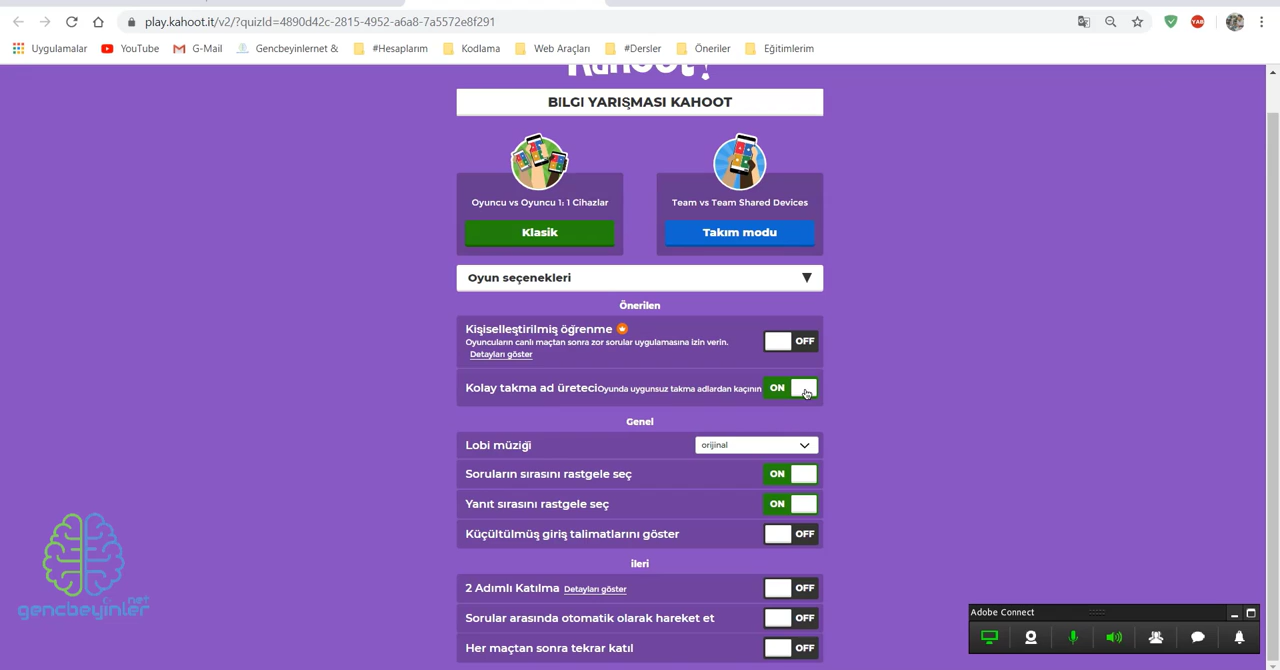 play.kahoot.it/v2/?quizId=4890d42c-2815-4952-a6a8-7a5572e8f291
Uygulamalar
YouTube
G-Mail
Gencbeyinlernet &
#Hesaplarım
Kodlama
Web Araçları
#Dersler
Öneriler
Eğitimlerim
YAB
Kahoot!
BILGI YARIŞMASI KAHOOT
Oyuncu vs Oyuncu 1: 1 Cihazlar
Team vs Team Shared Devices
Klasik
Takım modu
Oyun seçenekleri
Önerilen
Kişiselleştirilmiş öğrenme
Oyuncuların canlı maçtan sonra zor sorular uygulamasına izin verin.
Detayları göster
OFF
Kolay takma ad üreteciOyunda uygunsuz takma adlardan kaçının
ON
Genel
Lobi müziği
orijinal
Soruların sırasını rastgele seç
ON
Yanıt sırasını rastgele seç
ON
Küçültülmüş giriş talimatlarını göster
OFF
ileri
2 Adımlı Katılma Detayları göster
OFF
Sorular arasında otomatik olarak hareket et
OFF
Her maçtan sonra tekrar katıl
OFF
gencbeyinler.net
Adobe Connect